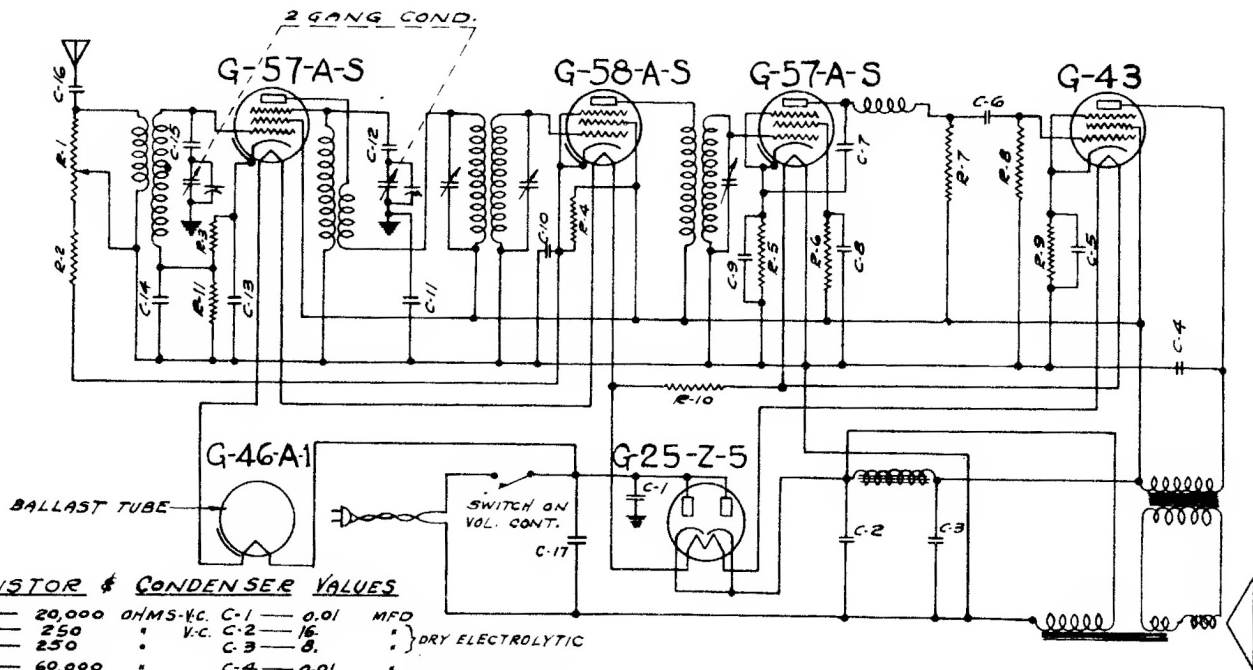 2 GANG COND.
G-57-A-S
G-58-A-S
G-57-A-S
G-43
C-16
R-1
R-2
C-15
C-14
R-3
R-11
C-13
C-12
C-11
C-10
R-4
C-9
R-5
R-6
C-8
C-7
R-7
C-6
R-8
R-9
C-5
C-4
R-10
G-46-A-1
BALLAST TUBE
SWITCH ON
VOL. CONT.
C-17
C-1
G-25-Z-5
C-2
C-3
ISTOR & CONDENSER VALUES
20,000 OHMS-V.C. C-1 — 0.01 MFD
250 " V.C. C-2 — 16. "
250 " C-3 — 8. " } DRY ELECTROLYTIC
60,000 " C-4 — 0.01 "